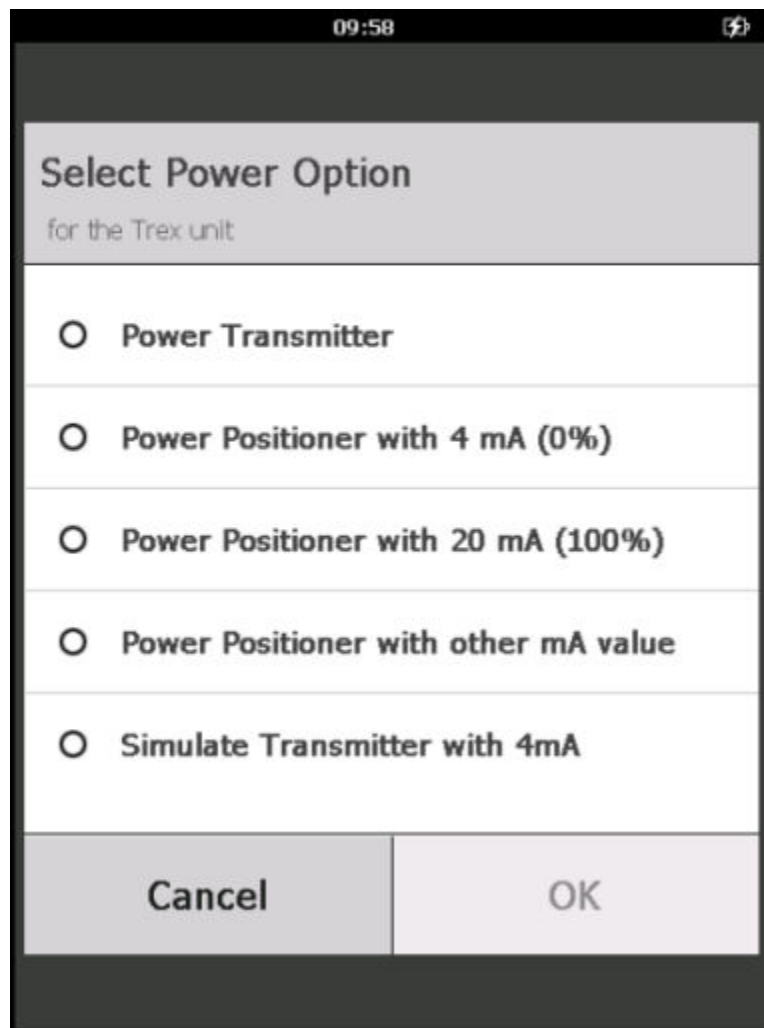 09:58
Select Power Option
for the Trex unit
Power Transmitter
Power Positioner with 4 mA (0%)
Power Positioner with 20 mA (100%)
Power Positioner with other mA value
Simulate Transmitter with 4mA
Cancel
OK